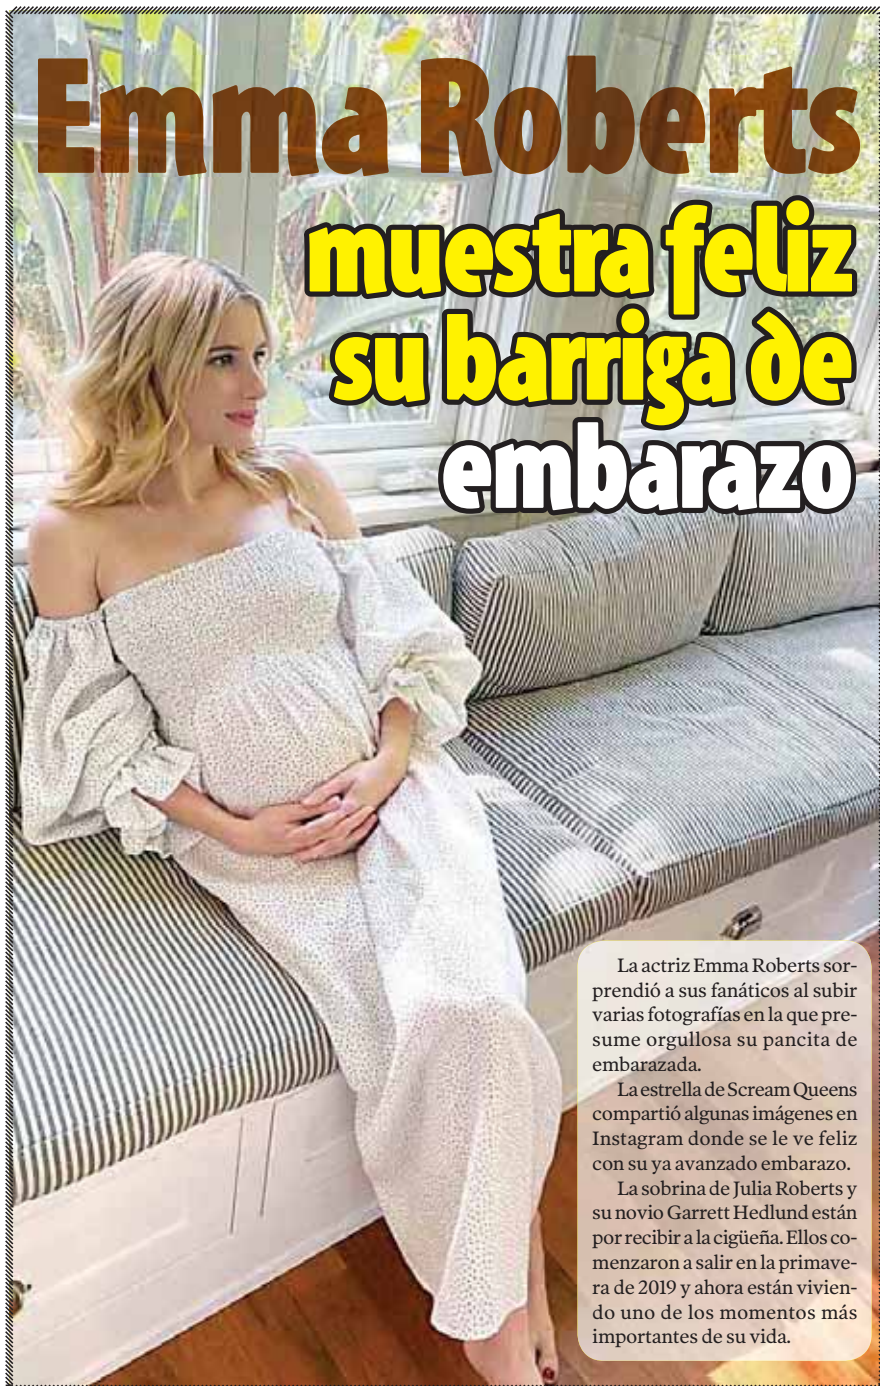 Emma Roberts
muestra feliz
su barriga de
embarazo
La actriz Emma Roberts sor-
prendió a sus fanáticos al subir
varias fotografías en la que pre-
sume orgullosa su pancita de
embarazada.
La estrella de Scream Queens
compartió algunas imágenes en
Instagram donde se le ve feliz
con su ya avanzado embarazo.
La sobrina de Julia Roberts y
su novio Garrett Hedlund están
por recibir a la cigüeña. Ellos co-
menzaron a salir en la primave-
ra de 2019 y ahora están vivien-
do uno de los momentos más
importantes de su vida.